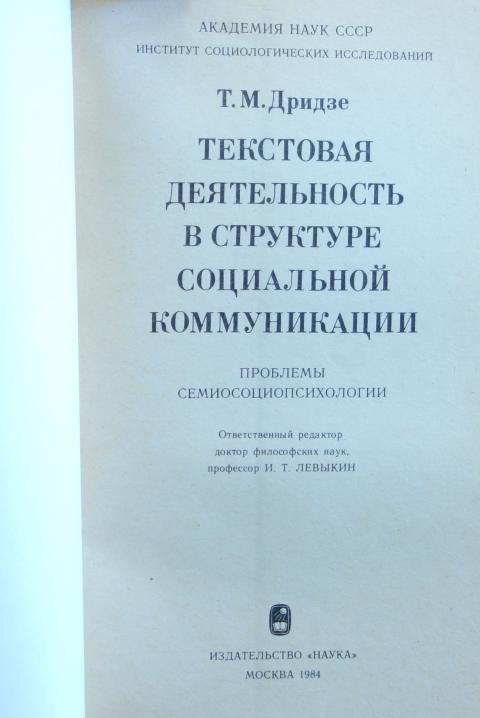 АКАДЕМИЯ НАУК СССР
ИНСТИТУТ СОЦИОЛОГИЧЕСКИХ ИССЛЕДОВАНИЙ
Т. М. Дридзе
ТЕКСТОВАЯ
ДЕЯТЕЛЬНОСТЬ
В СТРУКТУРЕ
СОЦИАЛЬНОЙ
КОММУНИКАЦИИ
ПРОБЛЕМЫ
СЕМИОСОЦИОПСИХОЛОГИИ
Ответственный редактор
доктор философских наук,
профессор И. Т. ЛЕВЫКИН
ИЗДАТЕЛЬСТВО «НАУКА»
МОСКВА 1984